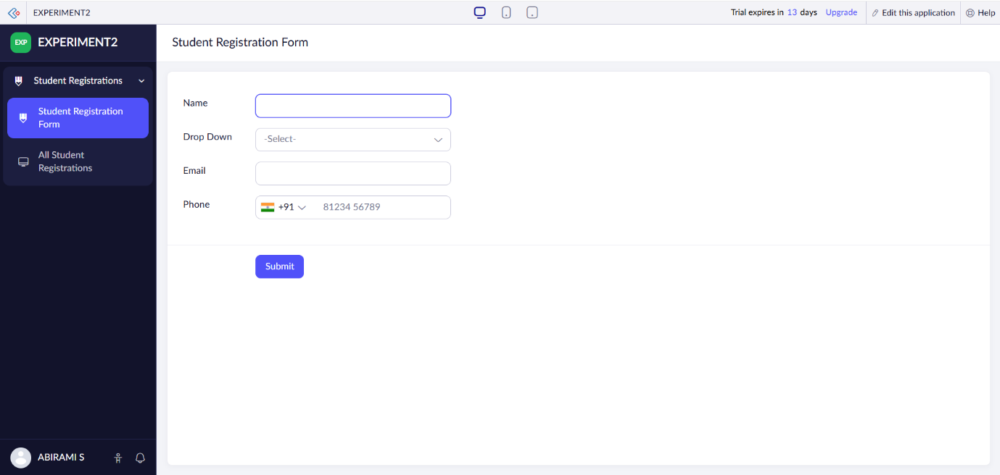 EXPERIMENT2
Trial expires in 13 days Upgrade
Edit this application
Help
EXP EXPERIMENT2
Student Registrations
Student Registration
Form
All Student
Registrations
ABIRAMI S
Student Registration Form
Name
Drop Down -Select-
Email
Phone +91 81234 56789
Submit